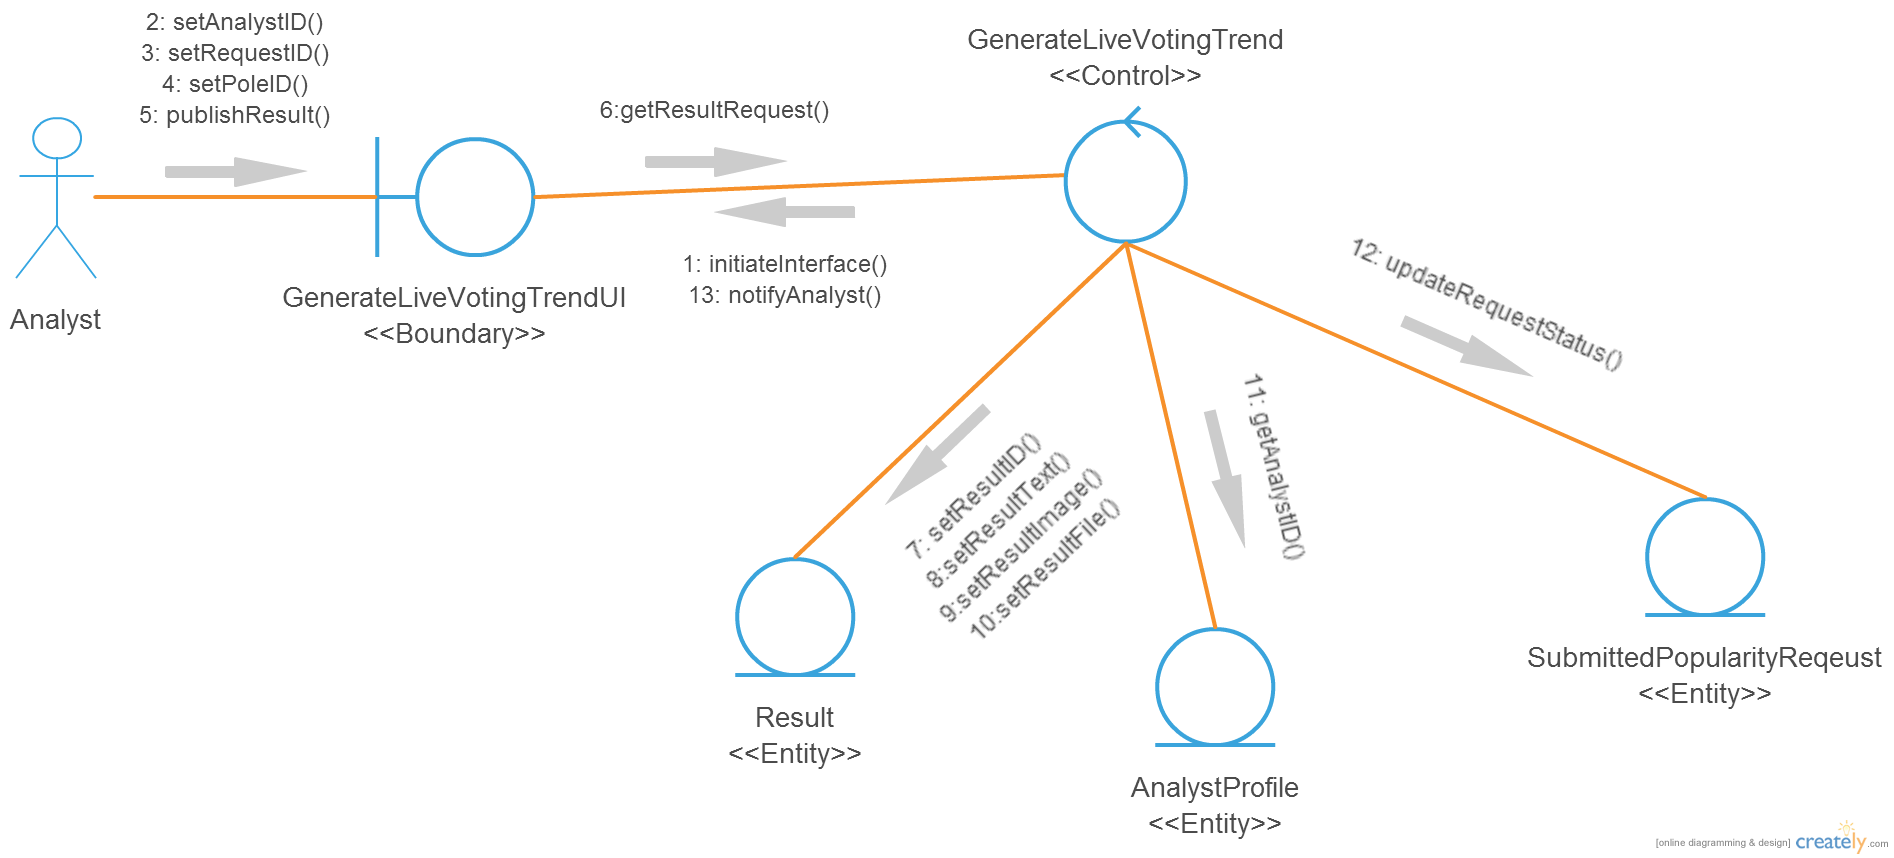 2: setAnalystID()
3: setRequestID()
4: setPoleID()
5: publishResult()
Analyst
GenerateLiveVotingTrendUI
<<Boundary>>
6:getResultRequest()
1: initiateInterface()
13: notifyAnalyst()
GenerateLiveVotingTrend
<<Control>>
7: setResultID()
8:setResultText()
9:setResultImage()
10:setResultFile()
11: getAnalystID()
12: updateRequestStatus()
Result
<<Entity>>
AnalystProfile
<<Entity>>
SubmittedPopularityReqeust
<<Entity>>
[online diagramming & design] creately.com